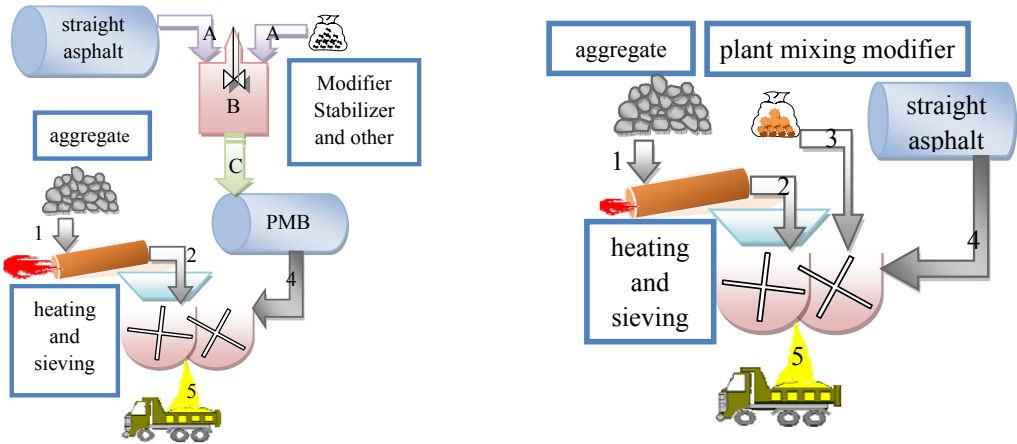 straight
asphalt
A
A
B
Modifier
Stabilizer
and other
aggregate
C
PMB
1
2
4
heating
and
sieving
5
aggregate
plant mixing modifier
straight
asphalt
1
2
3
4
heating
and
sieving
5